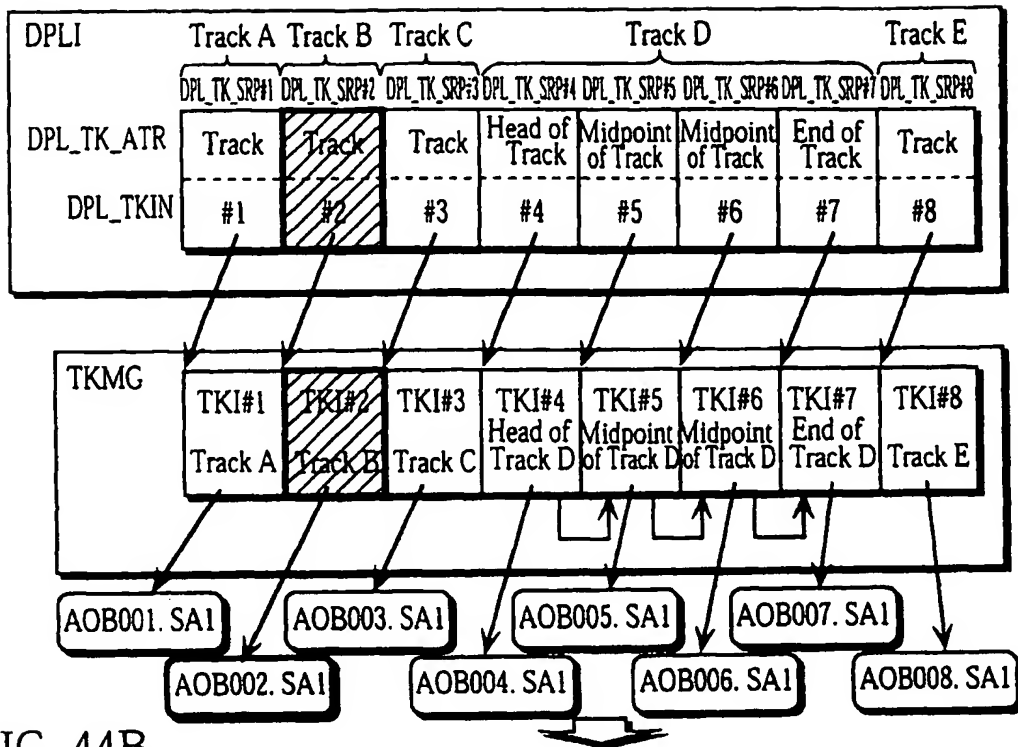 DPLI Track A Track B Track C Track D Track E
DPL_TK_SRP#1 DPL_TK_SRP#2 DPL_TK_SRP#3 DPL_TK_SRP#4 DPL_TK_SRP#5 DPL_TK_SRP#6 DPL_TK_SRP#7 DPL_TK_SRP#8
DPL_TK_ATR Track Track Track Head of Track Midpoint of Track Midpoint of Track End of Track Track
DPL_TKIN #1 #2 #3 #4 #5 #6 #7 #8
TKMG TKI#1 TKI#2 TKI#3 TKI#4 TKI#5 TKI#6 TKI#7 TKI#8
Track A Track B Track C Head of Track D Midpoint of Track D Midpoint of Track D End of Track D Track E
AOB001. SA1 AOB003. SA1 AOB005. SA1 AOB007. SA1
AOB002. SA1 AOB004. SA1 AOB006. SA1 AOB008. SA1